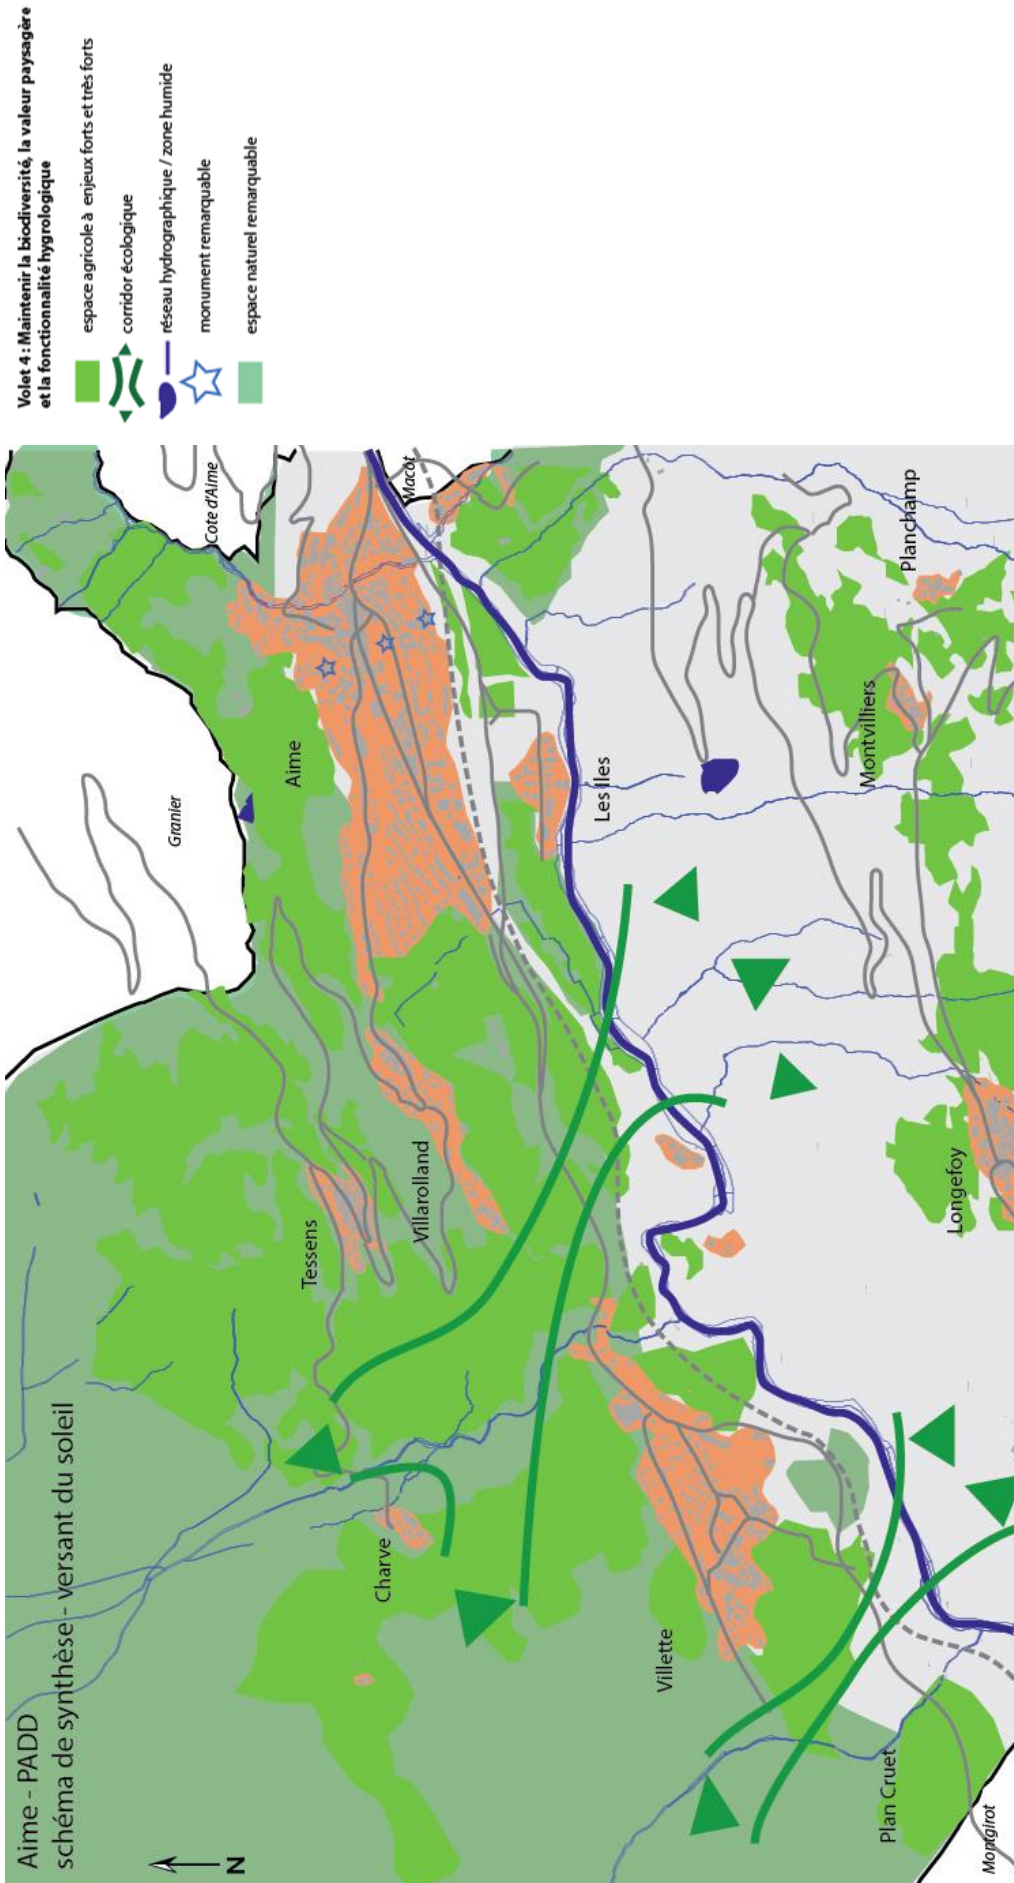 Aime - PADD
schéma de synthèse - versant du soleil
N
Volet 4 : Maintenir la biodiversité, la valeur paysagère
et la fonctionnalité hygrologique
espace agricole à enjeux forts et très forts
corridor écologique
réseau hydrographique / zone humide
monument remarquable
espace naturel remarquable
Granier
Cote d'Aime
Aime
Macôt
Tessens
Villarolland
Charve
Les Iles
Villette
Planchamp
Montvilliers
Longefoy
Plan Cruet
Montgirot